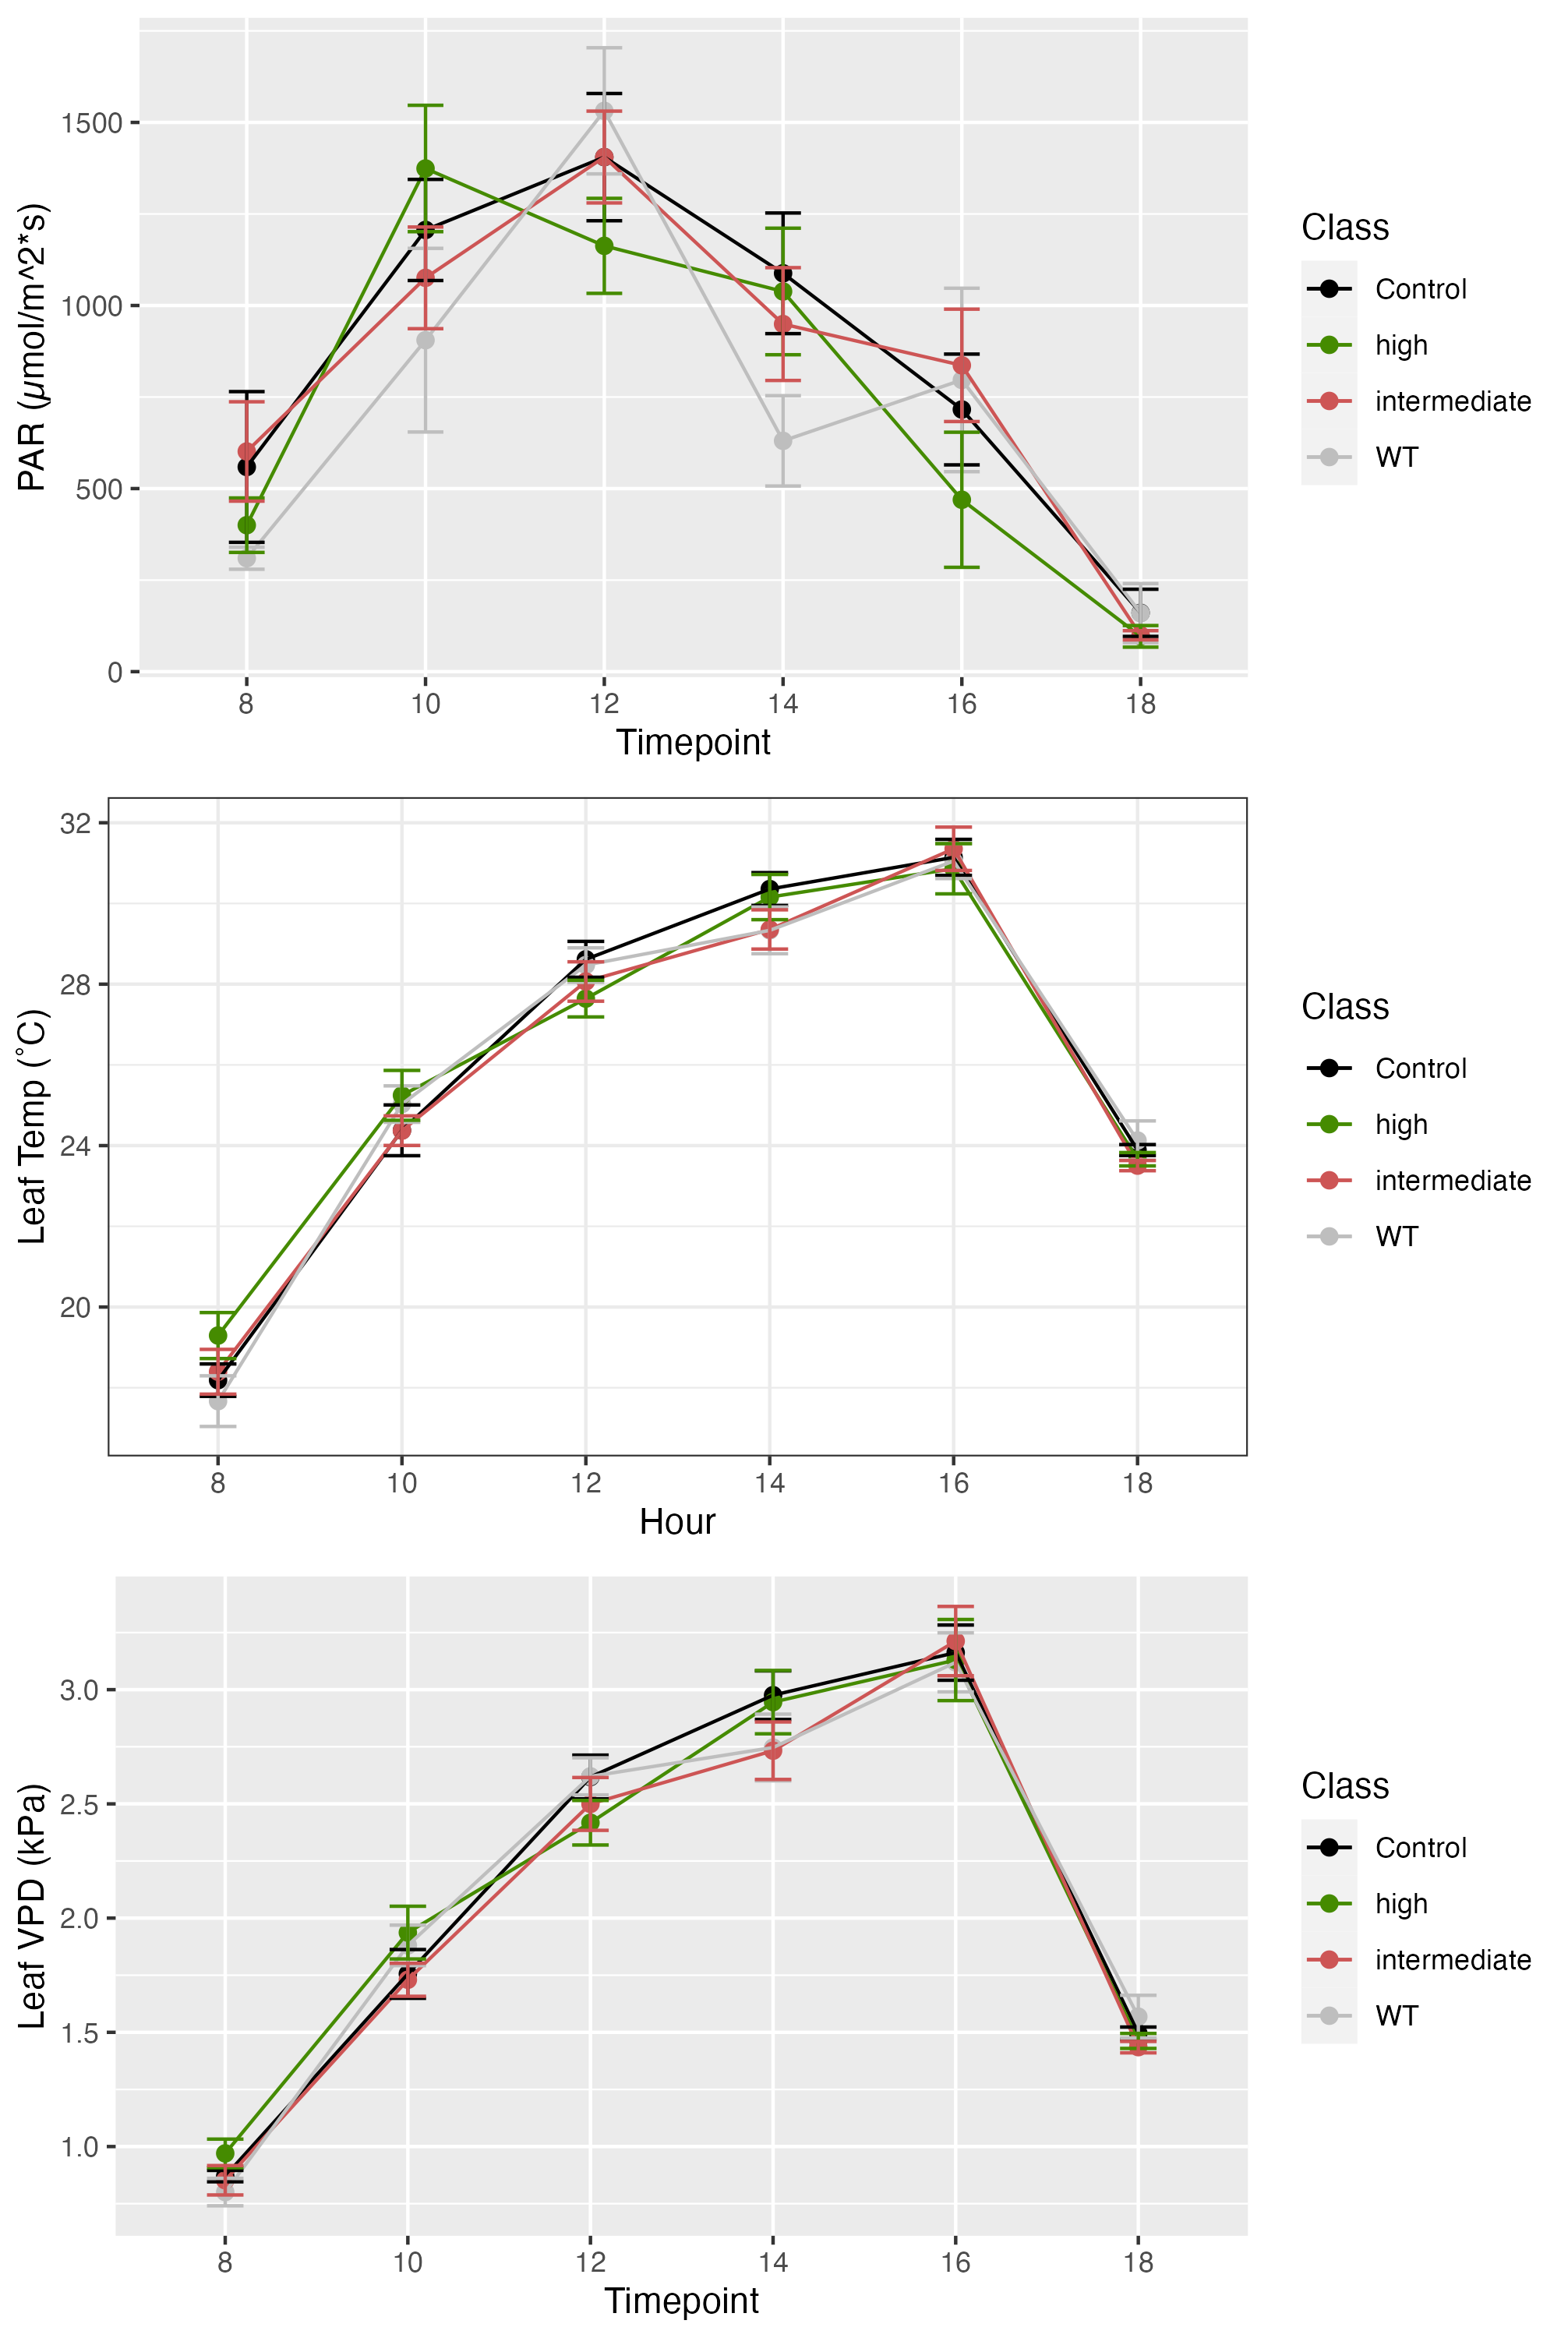 1500
1000
500
0
PAR (µmol/m^2*s)
8 10 12 14 16 18
Timepoint
Class
Control
high
intermediate
WT
32
28
24
20
Leaf Temp (˚C)
8 10 12 14 16 18
Hour
Class
Control
high
intermediate
WT
3.0
2.5
2.0
1.5
1.0
Leaf VPD (kPa)
8 10 12 14 16 18
Timepoint
Class
Control
high
intermediate
WT